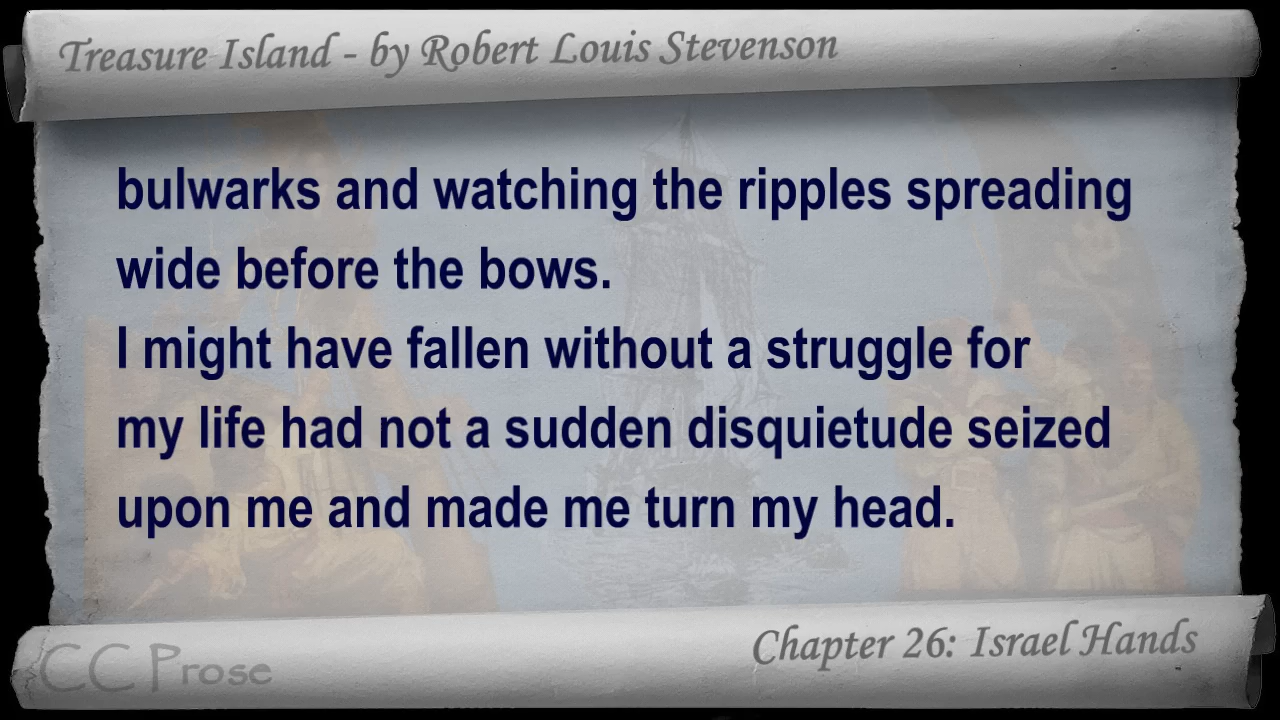 Treasure Island - by Robert Louis Stevenson
bulwarks and watching the ripples spreading
wide before the bows.
I might have fallen without a struggle for
my life had not a sudden disquietude seized
upon me and made me turn my head.
Chapter 26: Israel Hands
CC Prose